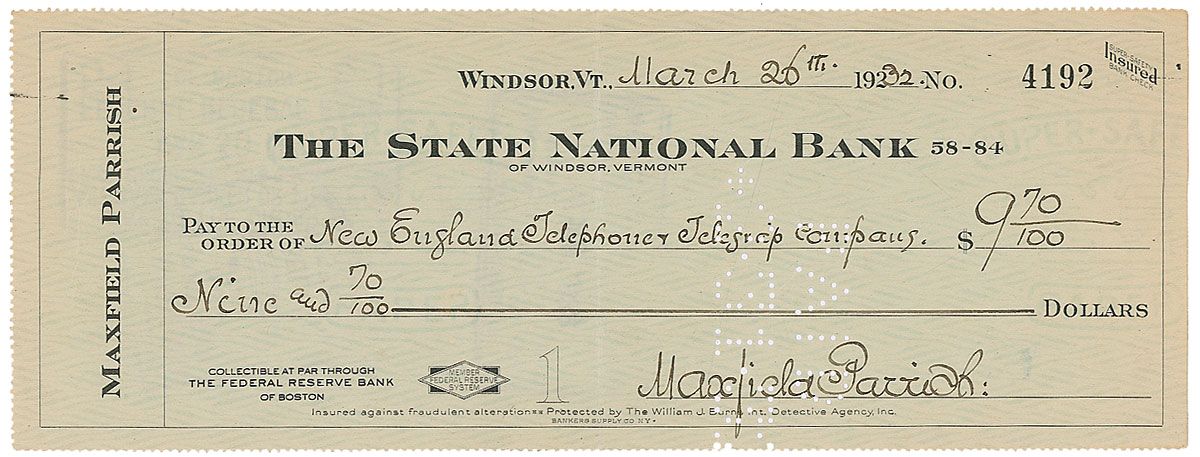 WINDSOR, VT., March 26th. 19232. No. 4192
SUPER-SAFETY
Insured
BANK CHECK
MAXFIELD PARRISH
THE STATE NATIONAL BANK 58-84
OF WINDSOR, VERMONT
PAY TO THE
ORDER OF New England Telephone & Telegrap Company. $ 9 70/100
Nine and 70/100 DOLLARS
COLLECTIBLE AT PAR THROUGH
THE FEDERAL RESERVE BANK
OF BOSTON
MEMBER
FEDERAL RESERVE
SYSTEM
1
Maxfield Parrish:
Insured against fraudulent alteration ** Protected by The William J. Burns Int. Detective Agency, Inc.
BANKERS SUPPLY CO NY